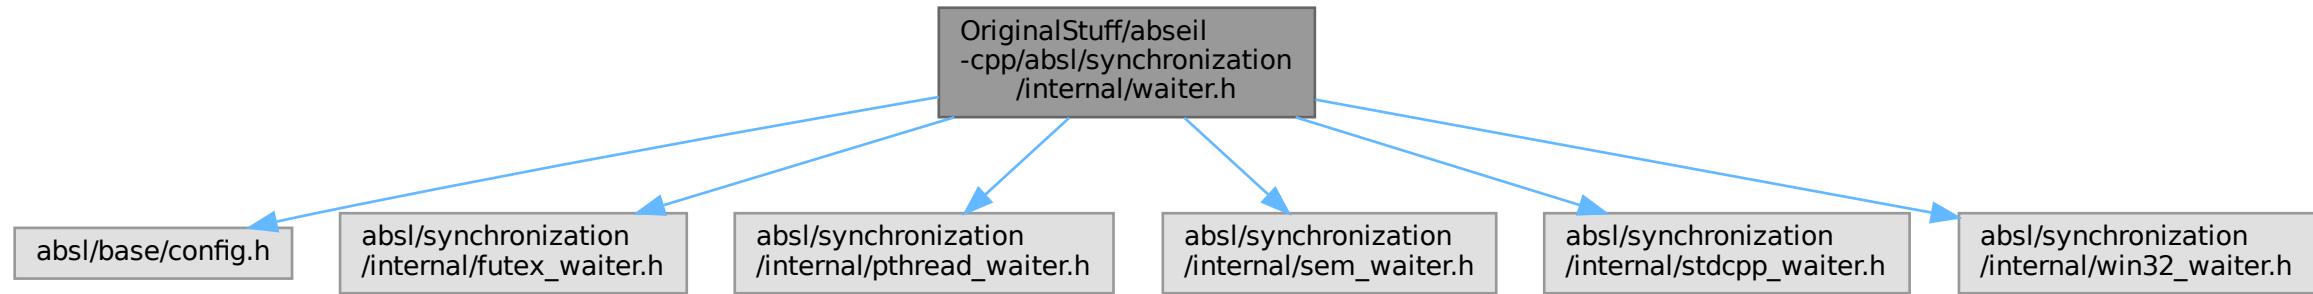 OriginalStuff/abseil
-cpp/absl/synchronization
/internal/waiter.h
absl/base/config.h
absl/synchronization
/internal/futex_waiter.h
absl/synchronization
/internal/pthread_waiter.h
absl/synchronization
/internal/sem_waiter.h
absl/synchronization
/internal/stdcpp_waiter.h
absl/synchronization
/internal/win32_waiter.h